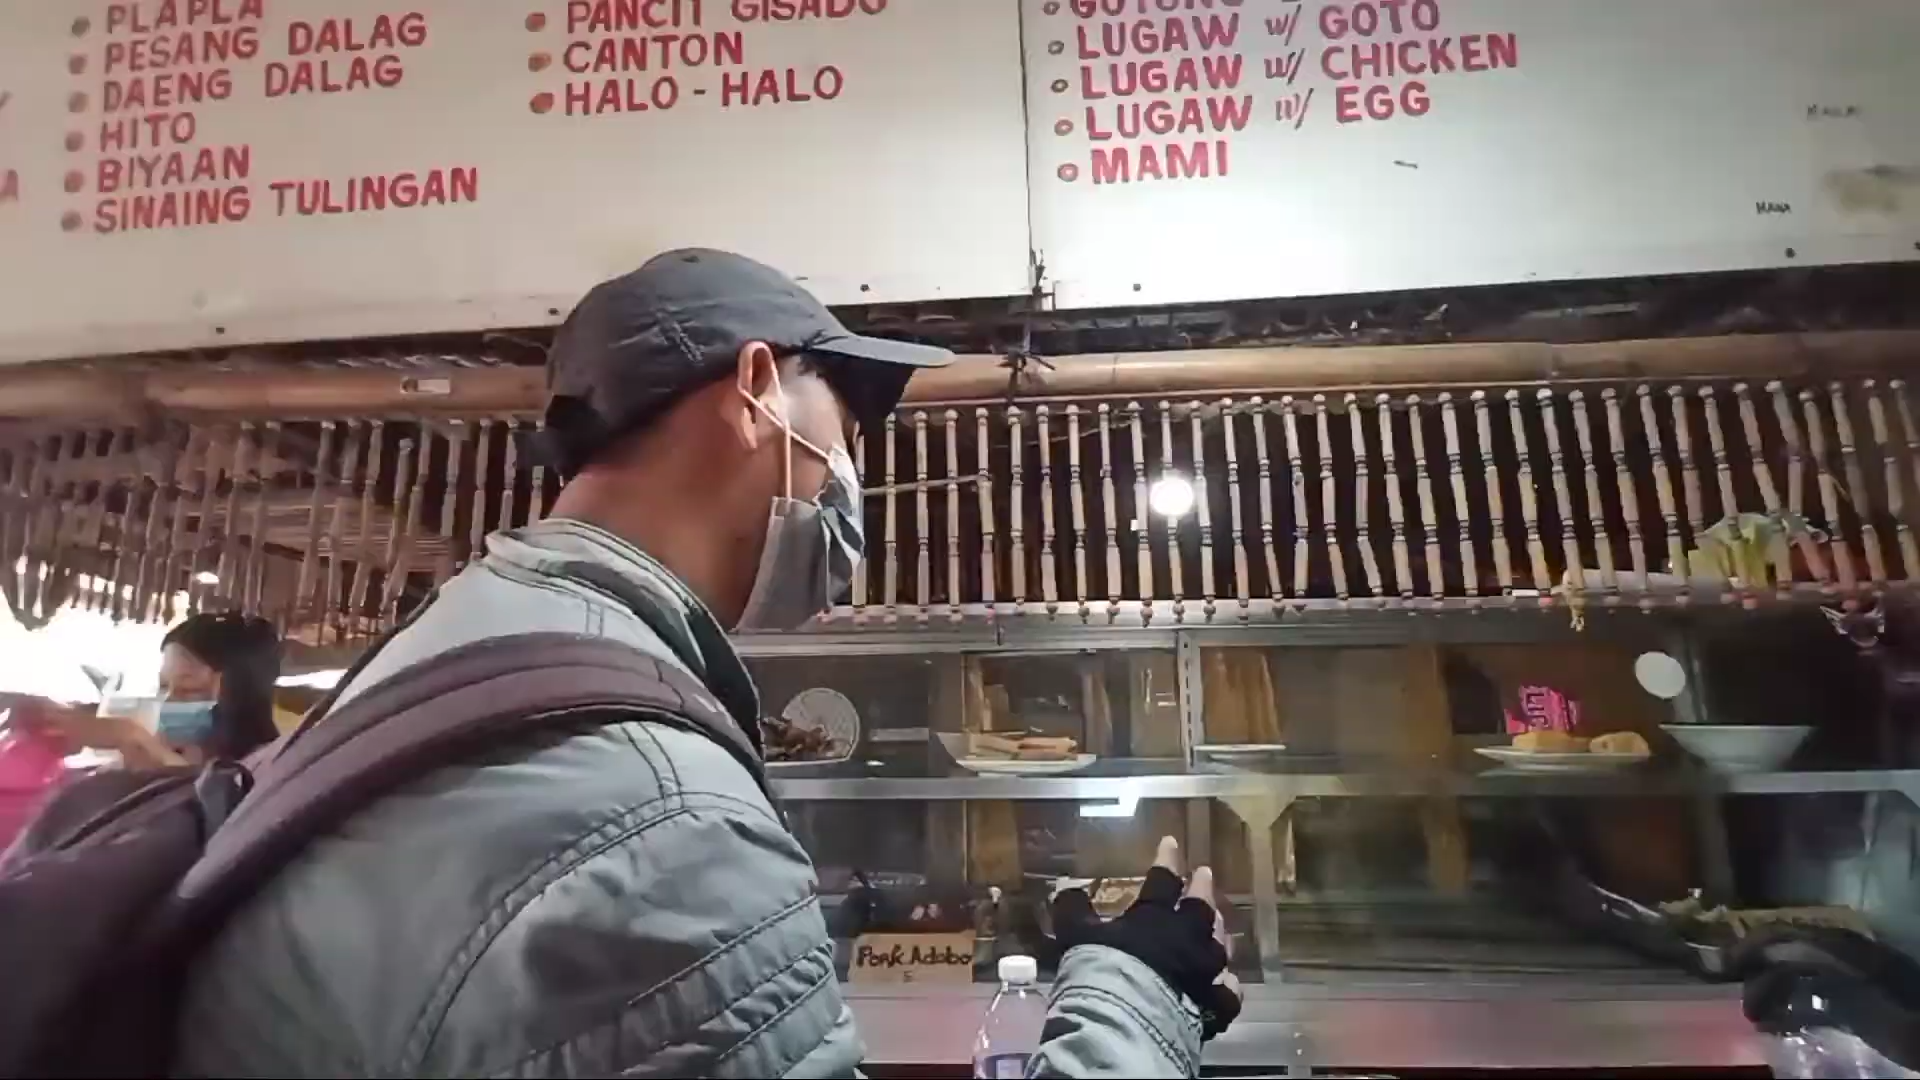 PLAPLA
PESANG DALAG
DAENG DALAG
HITO
BIYAAN
SINAING TULINGAN
PANCIT GISADO
CANTON
HALO - HALO
LUGAW w/ GOTO
LUGAW w/ CHICKEN
LUGAW w/ EGG
MAMI
Pork Adobo